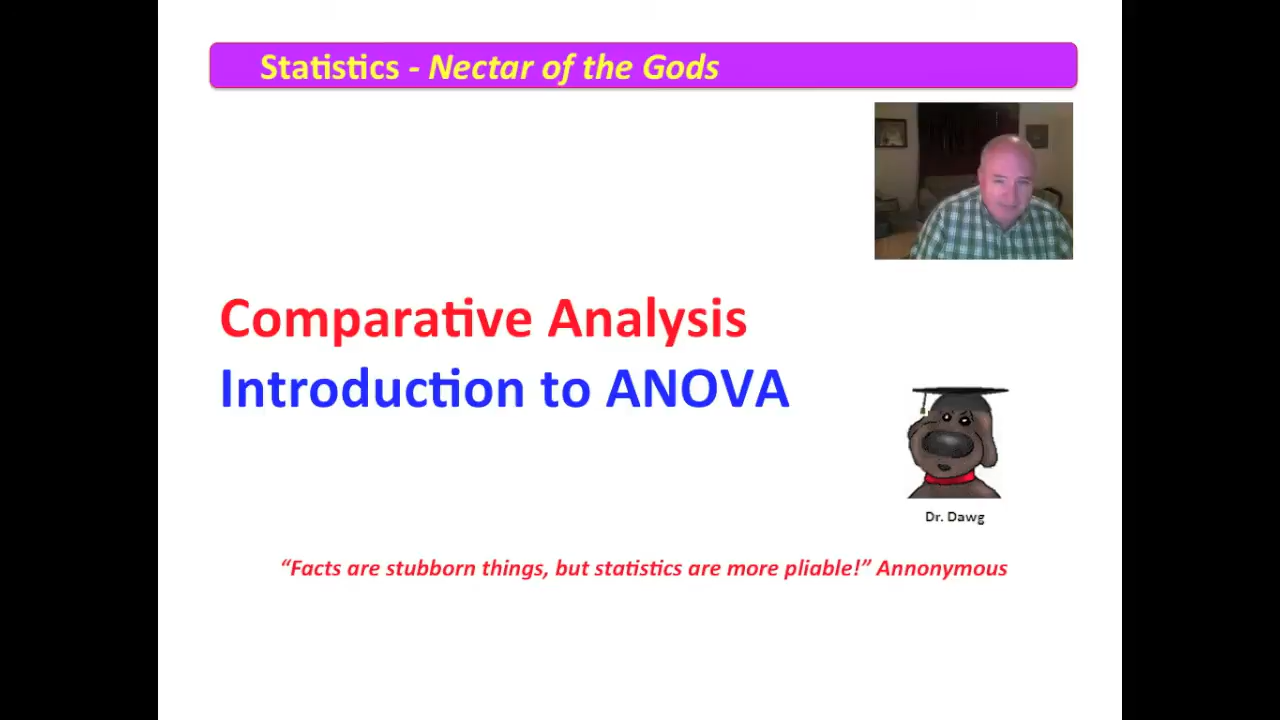 Statistics - Nectar of the Gods
Comparative Analysis
Introduction to ANOVA
Dr. Dawg
“Facts are stubborn things, but statistics are more pliable!” Annonymous